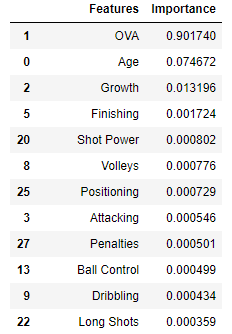 Features Importance
1 OVA 0.901740
0 Age 0.074672
2 Growth 0.013196
5 Finishing 0.001724
20 Shot Power 0.000802
8 Volleys 0.000776
25 Positioning 0.000729
3 Attacking 0.000546
27 Penalties 0.000501
13 Ball Control 0.000499
9 Dribbling 0.000434
22 Long Shots 0.000359